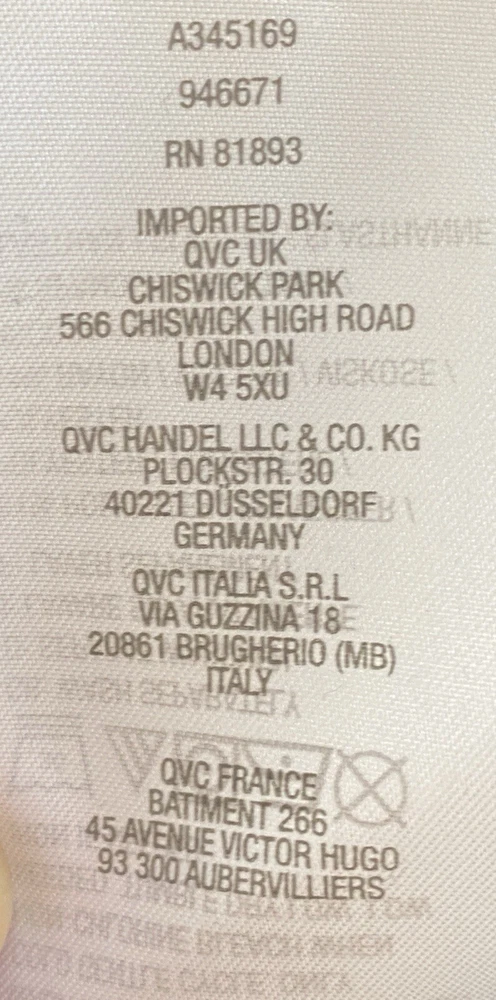 A345169
946671
RN 81893
IMPORTED BY:
QVC UK
CHISWICK PARK
566 CHISWICK HIGH ROAD
LONDON
W4 5XU
QVC HANDEL LLC & CO. KG
PLOCKSTR. 30
40221 DÜSSELDORF
GERMANY
QVC ITALIA S.R.L
VIA GUZZINA 18
20861 BRUGHERIO (MB)
ITALY
QVC FRANCE
BATIMENT 266
45 AVENUE VICTOR HUGO
93 300 AUBERVILLIERS